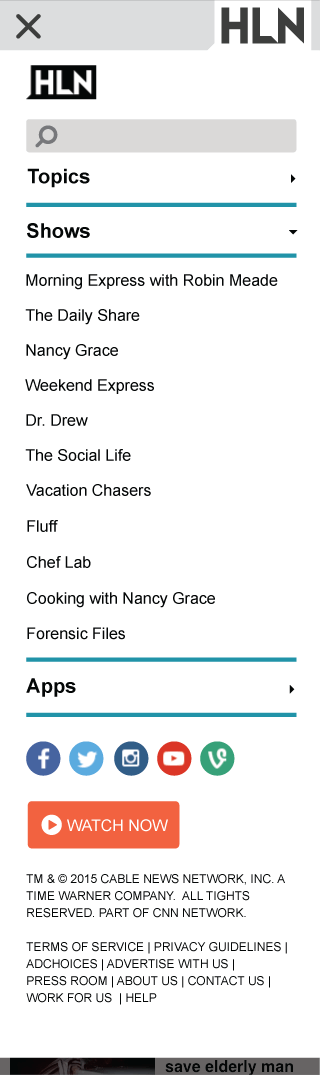 HLN
HLN
Topics
Shows
Morning Express with Robin Meade
The Daily Share
Nancy Grace
Weekend Express
Dr. Drew
The Social Life
Vacation Chasers
Fluff
Chef Lab
Cooking with Nancy Grace
Forensic Files
Apps
WATCH NOW
TM & © 2015 CABLE NEWS NETWORK, INC. A
TIME WARNER COMPANY. ALL TIGHTS
RESERVED. PART OF CNN NETWORK.
TERMS OF SERVICE | PRIVACY GUIDELINES |
ADCHOICES | ADVERTISE WITH US |
PRESS ROOM | ABOUT US | CONTACT US |
WORK FOR US | HELP
save elderly man